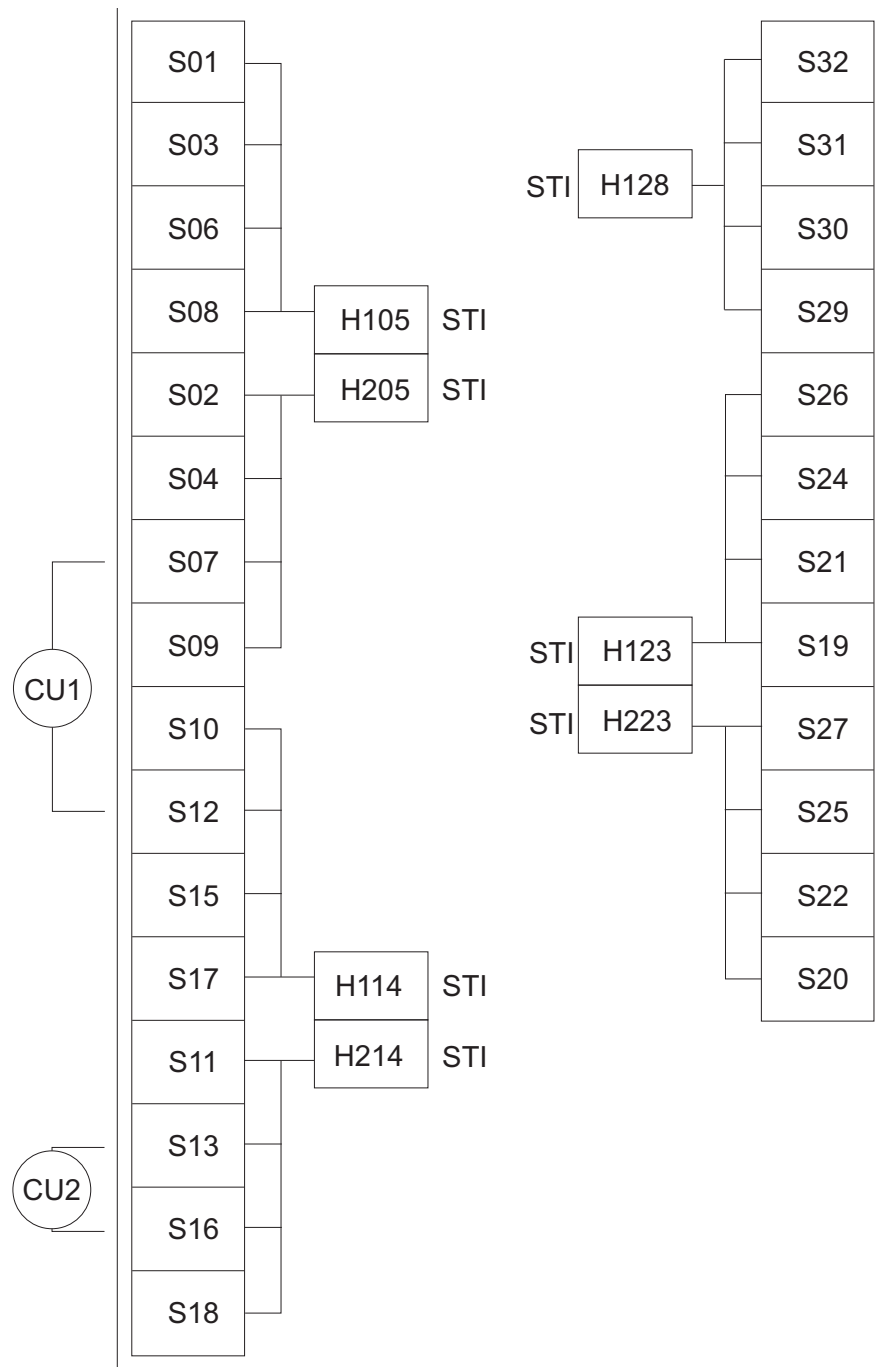 S01
S03
S06
S08
S02
S04
S07
S09
S10
S12
S15
S17
S11
S13
S16
S18
CU1
CU2
H105 STI
H205 STI
H114 STI
H214 STI
STI H128
STI H123
STI H223
S32
S31
S30
S29
S26
S24
S21
S19
S27
S25
S22
S20